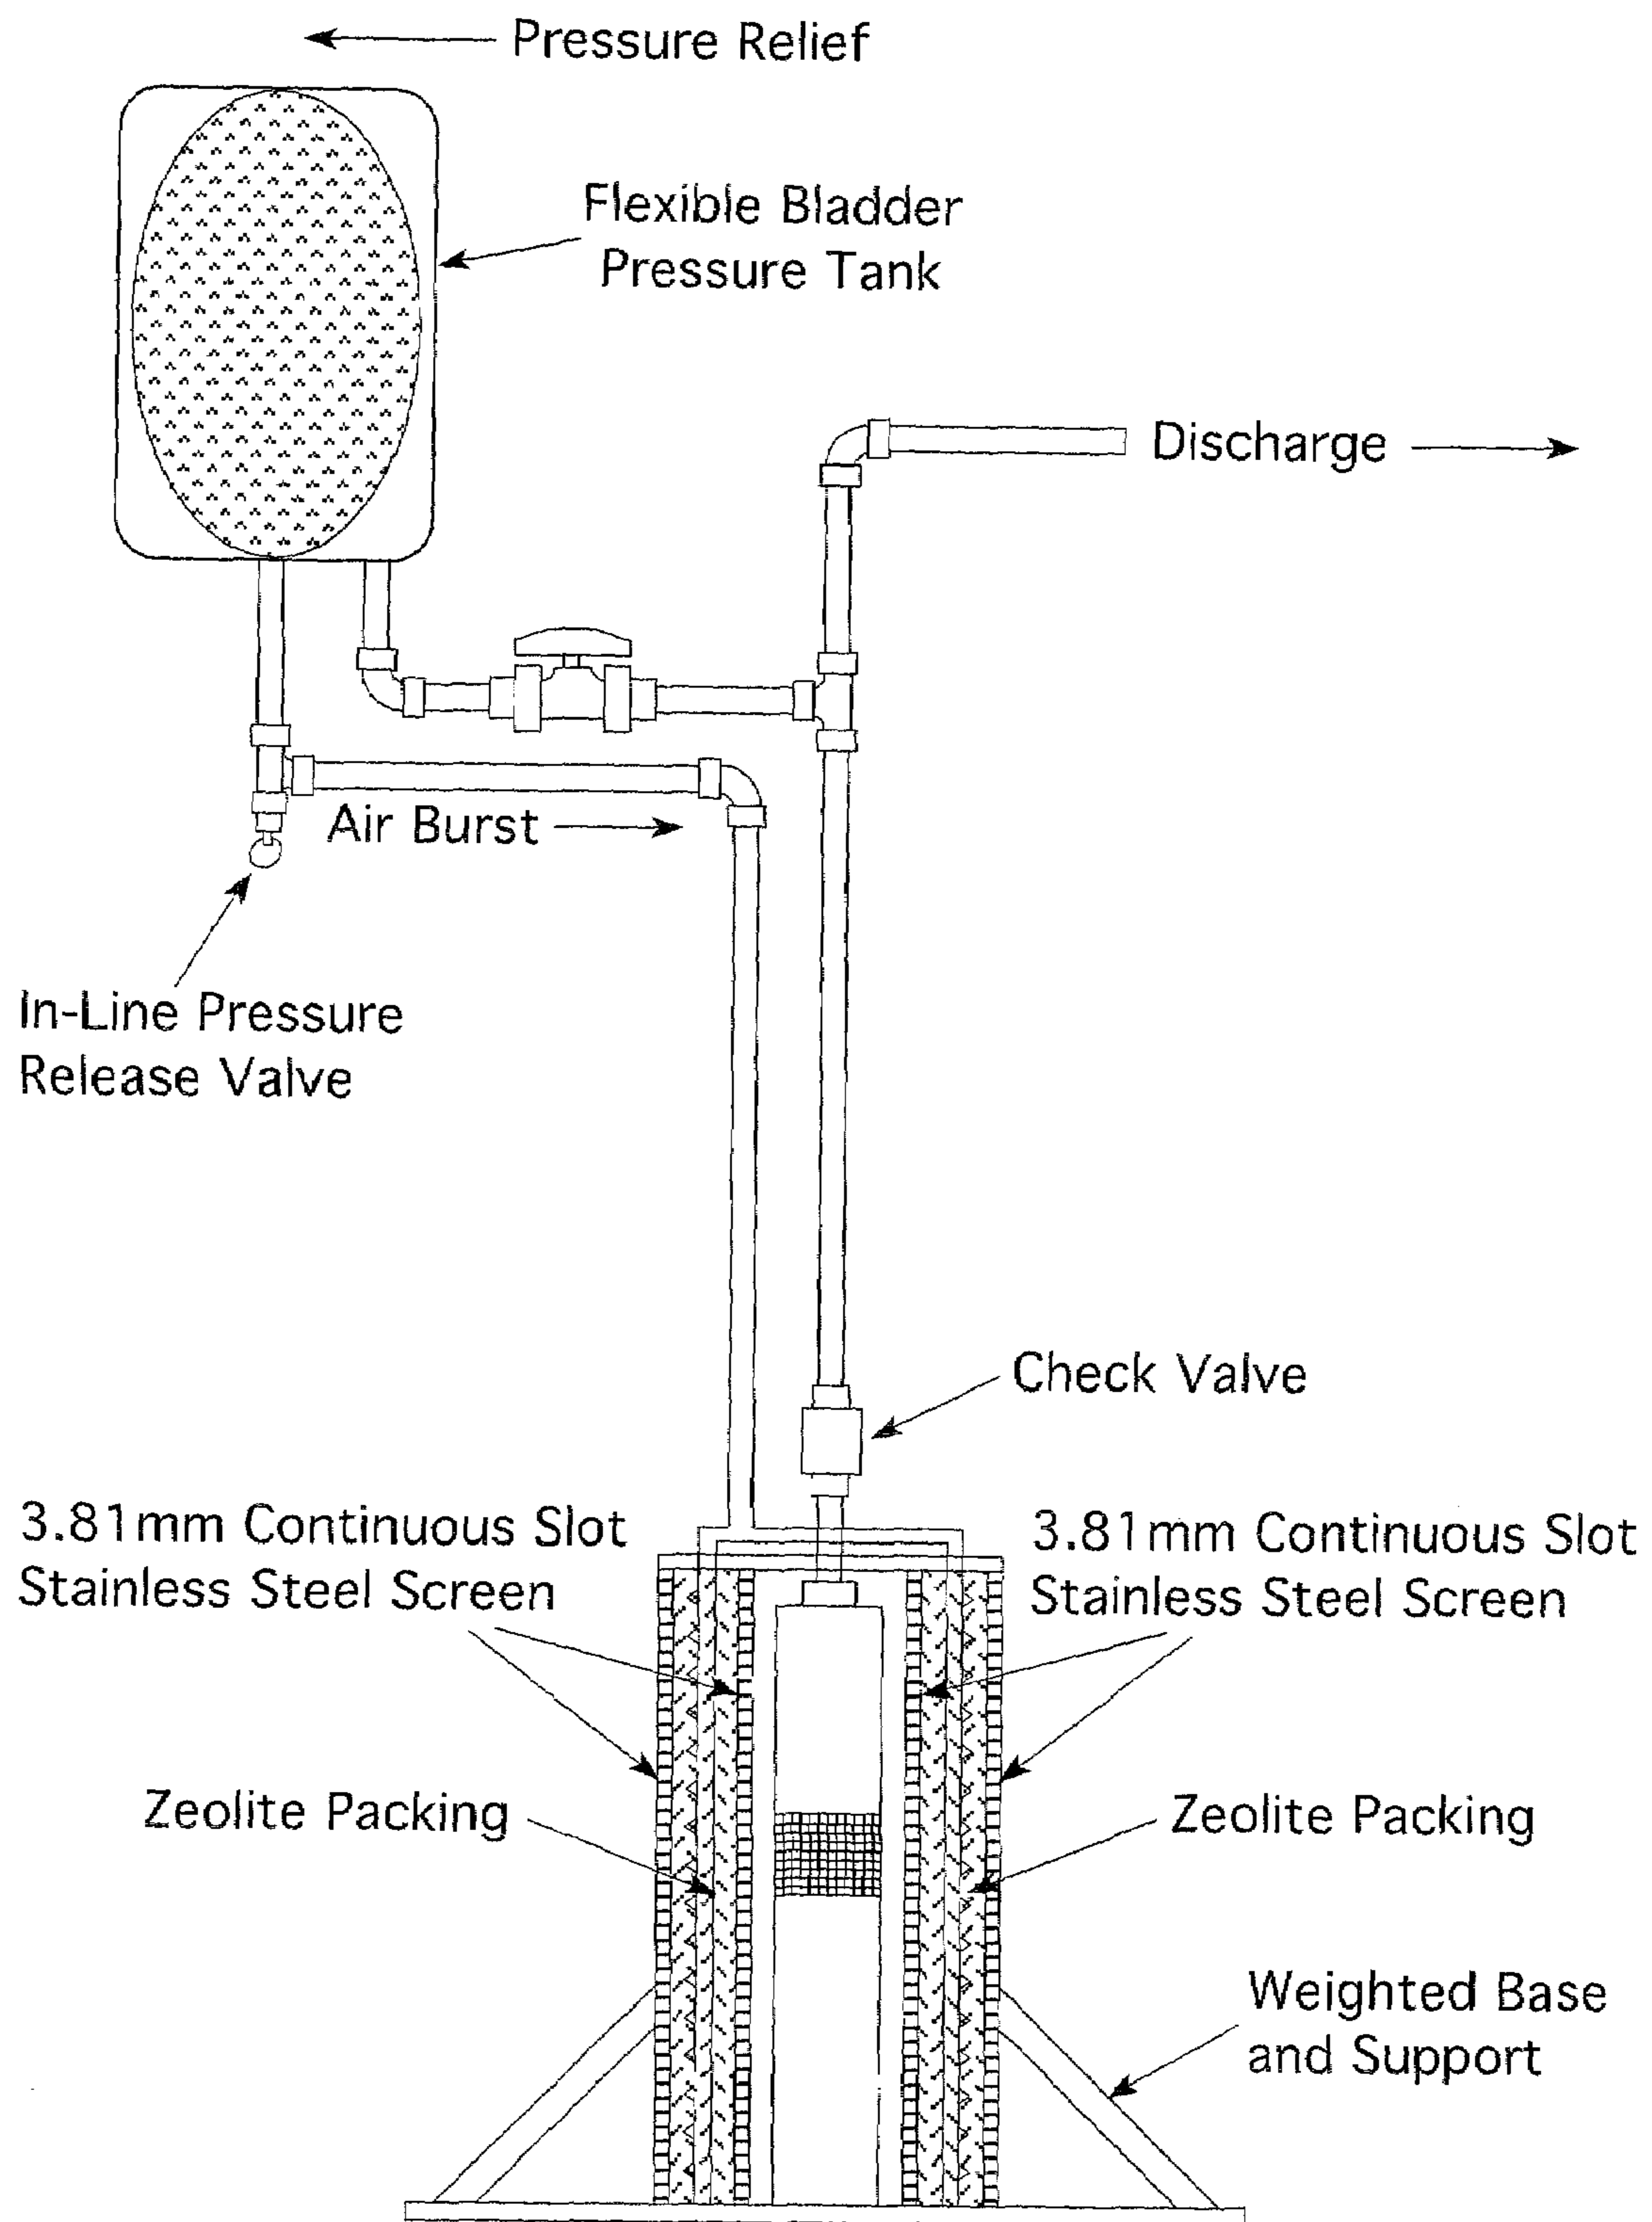 Pressure Relief
Flexible Bladder
Pressure Tank
Discharge
Air Burst
In-Line Pressure
Release Valve
Check Valve
3.81mm Continuous Slot
Stainless Steel Screen
3.81mm Continuous Slot
Stainless Steel Screen
Zeolite Packing
Zeolite Packing
Weighted Base
and Support